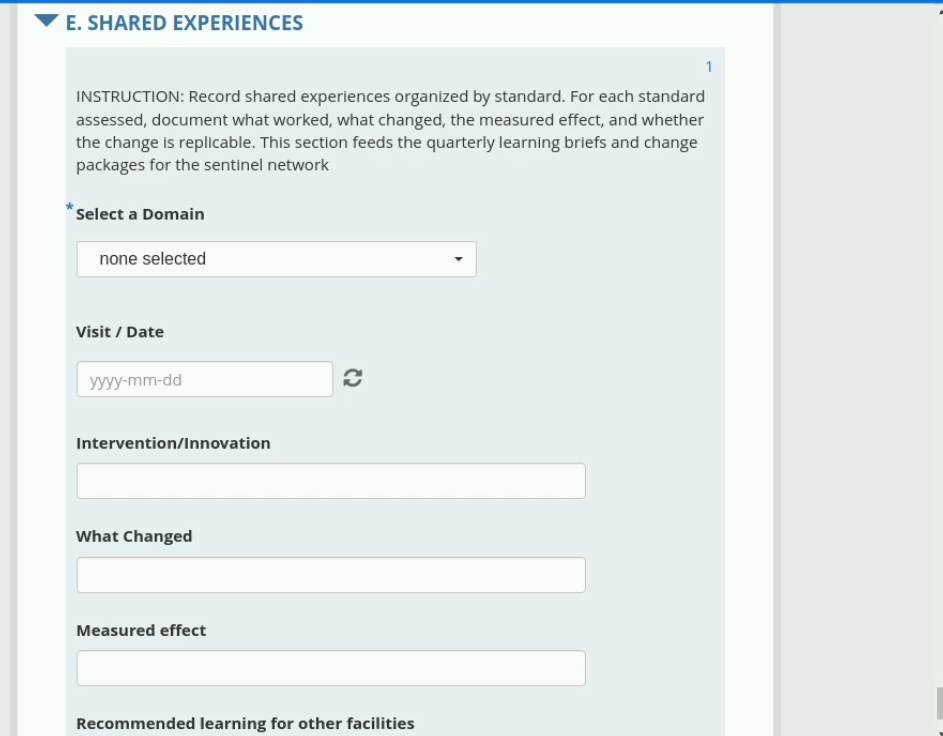 E. SHARED EXPERIENCES
1
INSTRUCTION: Record shared experiences organized by standard. For each standard
assessed, document what worked, what changed, the measured effect, and whether
the change is replicable. This section feeds the quarterly learning briefs and change
packages for the sentinel network
* Select a Domain
none selected
Visit / Date
yyyy-mm-dd
Intervention/Innovation
What Changed
Measured effect
Recommended learning for other facilities